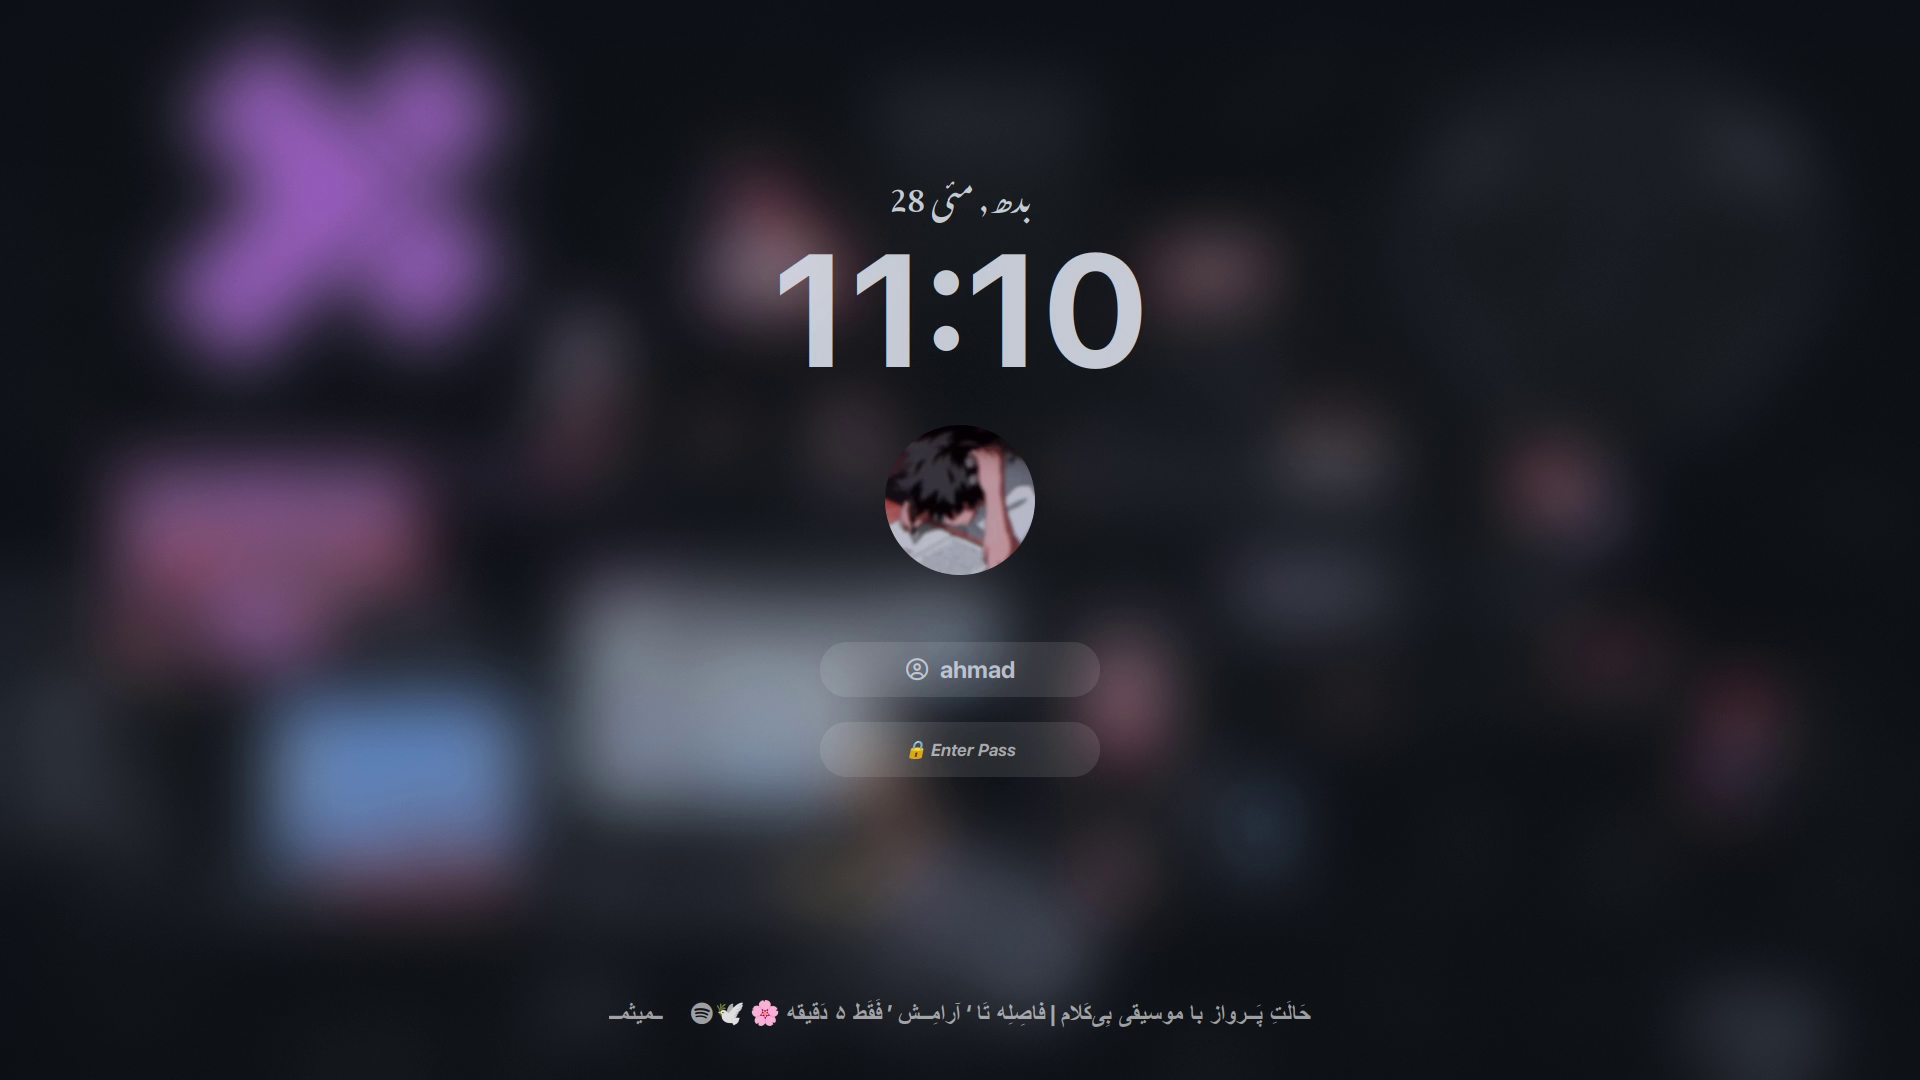 بدھ, مئی 28
11:10
ahmad
🔒 Enter Pass
حَالَتِ پَـرواز با موسیقی بِی‌کَلام | فاصِلِه تَا ' آرامِـش ' فَقَط ۵ دَقیقه 🌸 🕊️ ـمیثمـ